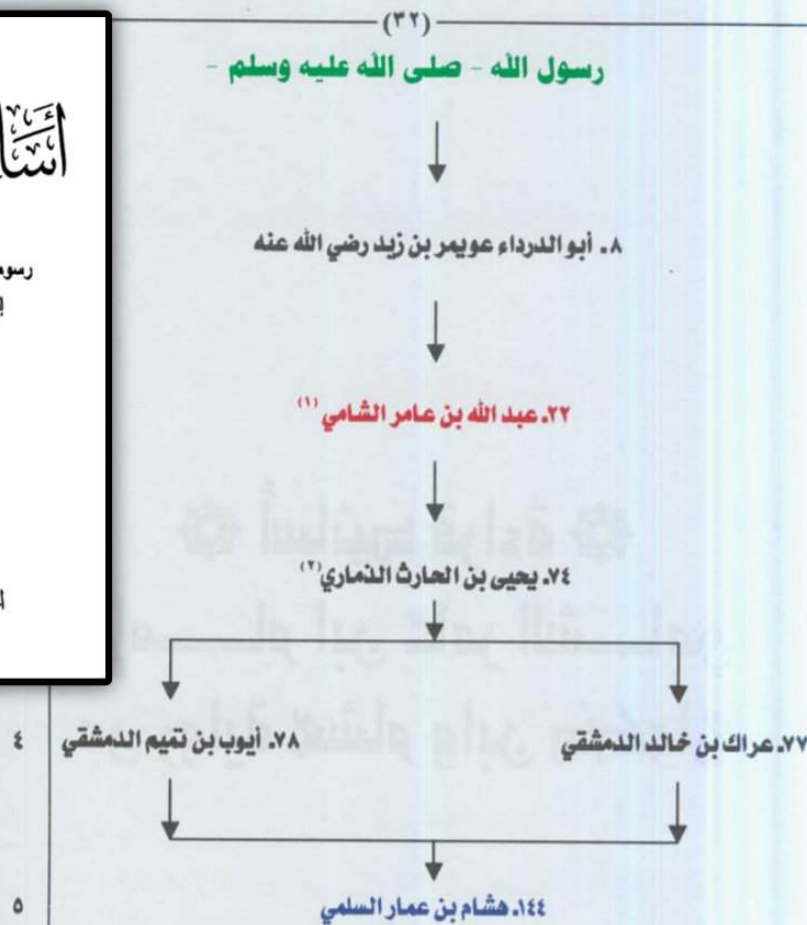 (٣٢)
رسول الله - صلى الله عليه وسلم -
٨. أبو الدرداء عويمر بن زيد رضي الله عنه
٢٢. عبد الله بن عامر الشامي (١)
٧٤. يحيى بن الحارث الذماري (٢)
٧٧. عراك بن خالد الدمشقي
٧٨. أيوب بن تميم الدمشقي
٤
١٤٤. هشام بن عمار السلمي
٥